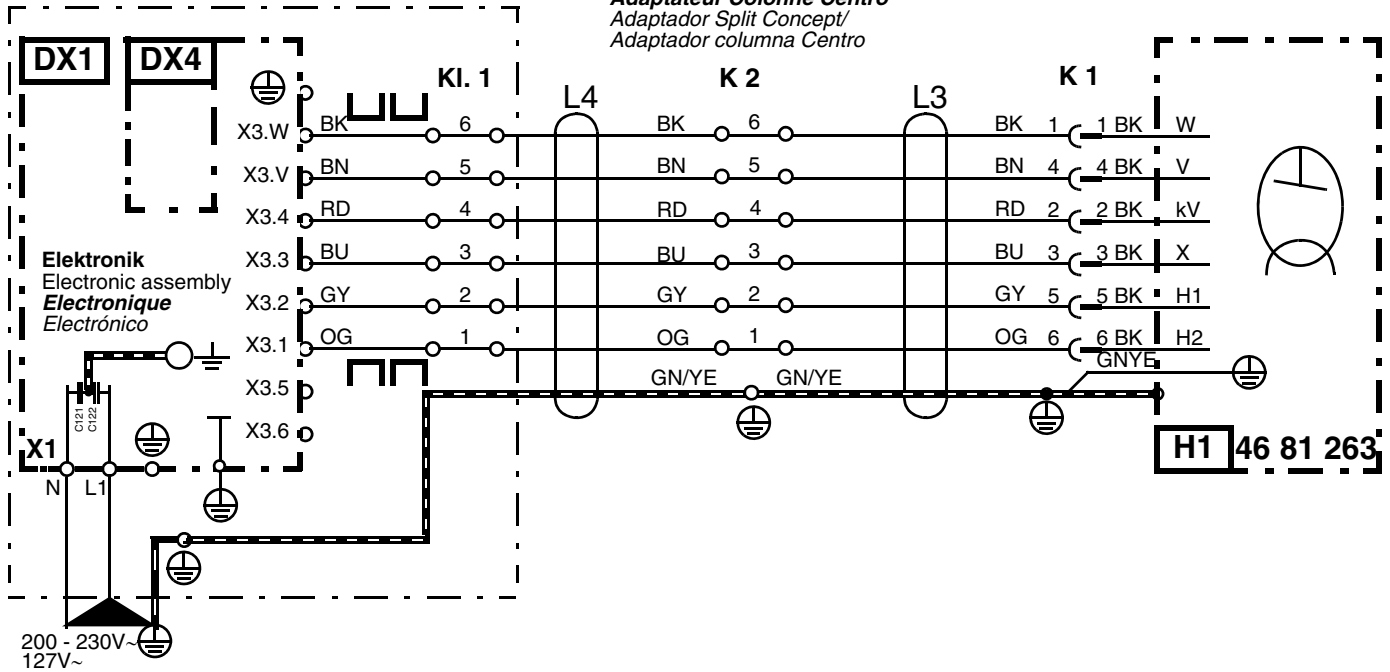 Adaptateur Colonne Centro
Adaptador Split Concept/
Adaptador columna Centro
DX1 DX4
Kl. 1 K 2 K 1
L4 L3
X3.W BK 6 BK 6 BK 1 1 BK W
X3.V BN 5 BN 5 BN 4 4 BK V
X3.4 RD 4 RD 4 RD 2 2 BK kV
X3.3 BU 3 BU 3 BU 3 3 BK X
X3.2 GY 2 GY 2 GY 5 5 BK H1
X3.1 OG 1 OG 1 OG 6 6 BK H2
GNYE
X3.5 GN/YE GN/YE
X3.6
Elektronik
Electronic assembly
Electronique
Electrónico
C121
C122
X1
N L1
H1 46 81 263
200 - 230V~
127V~